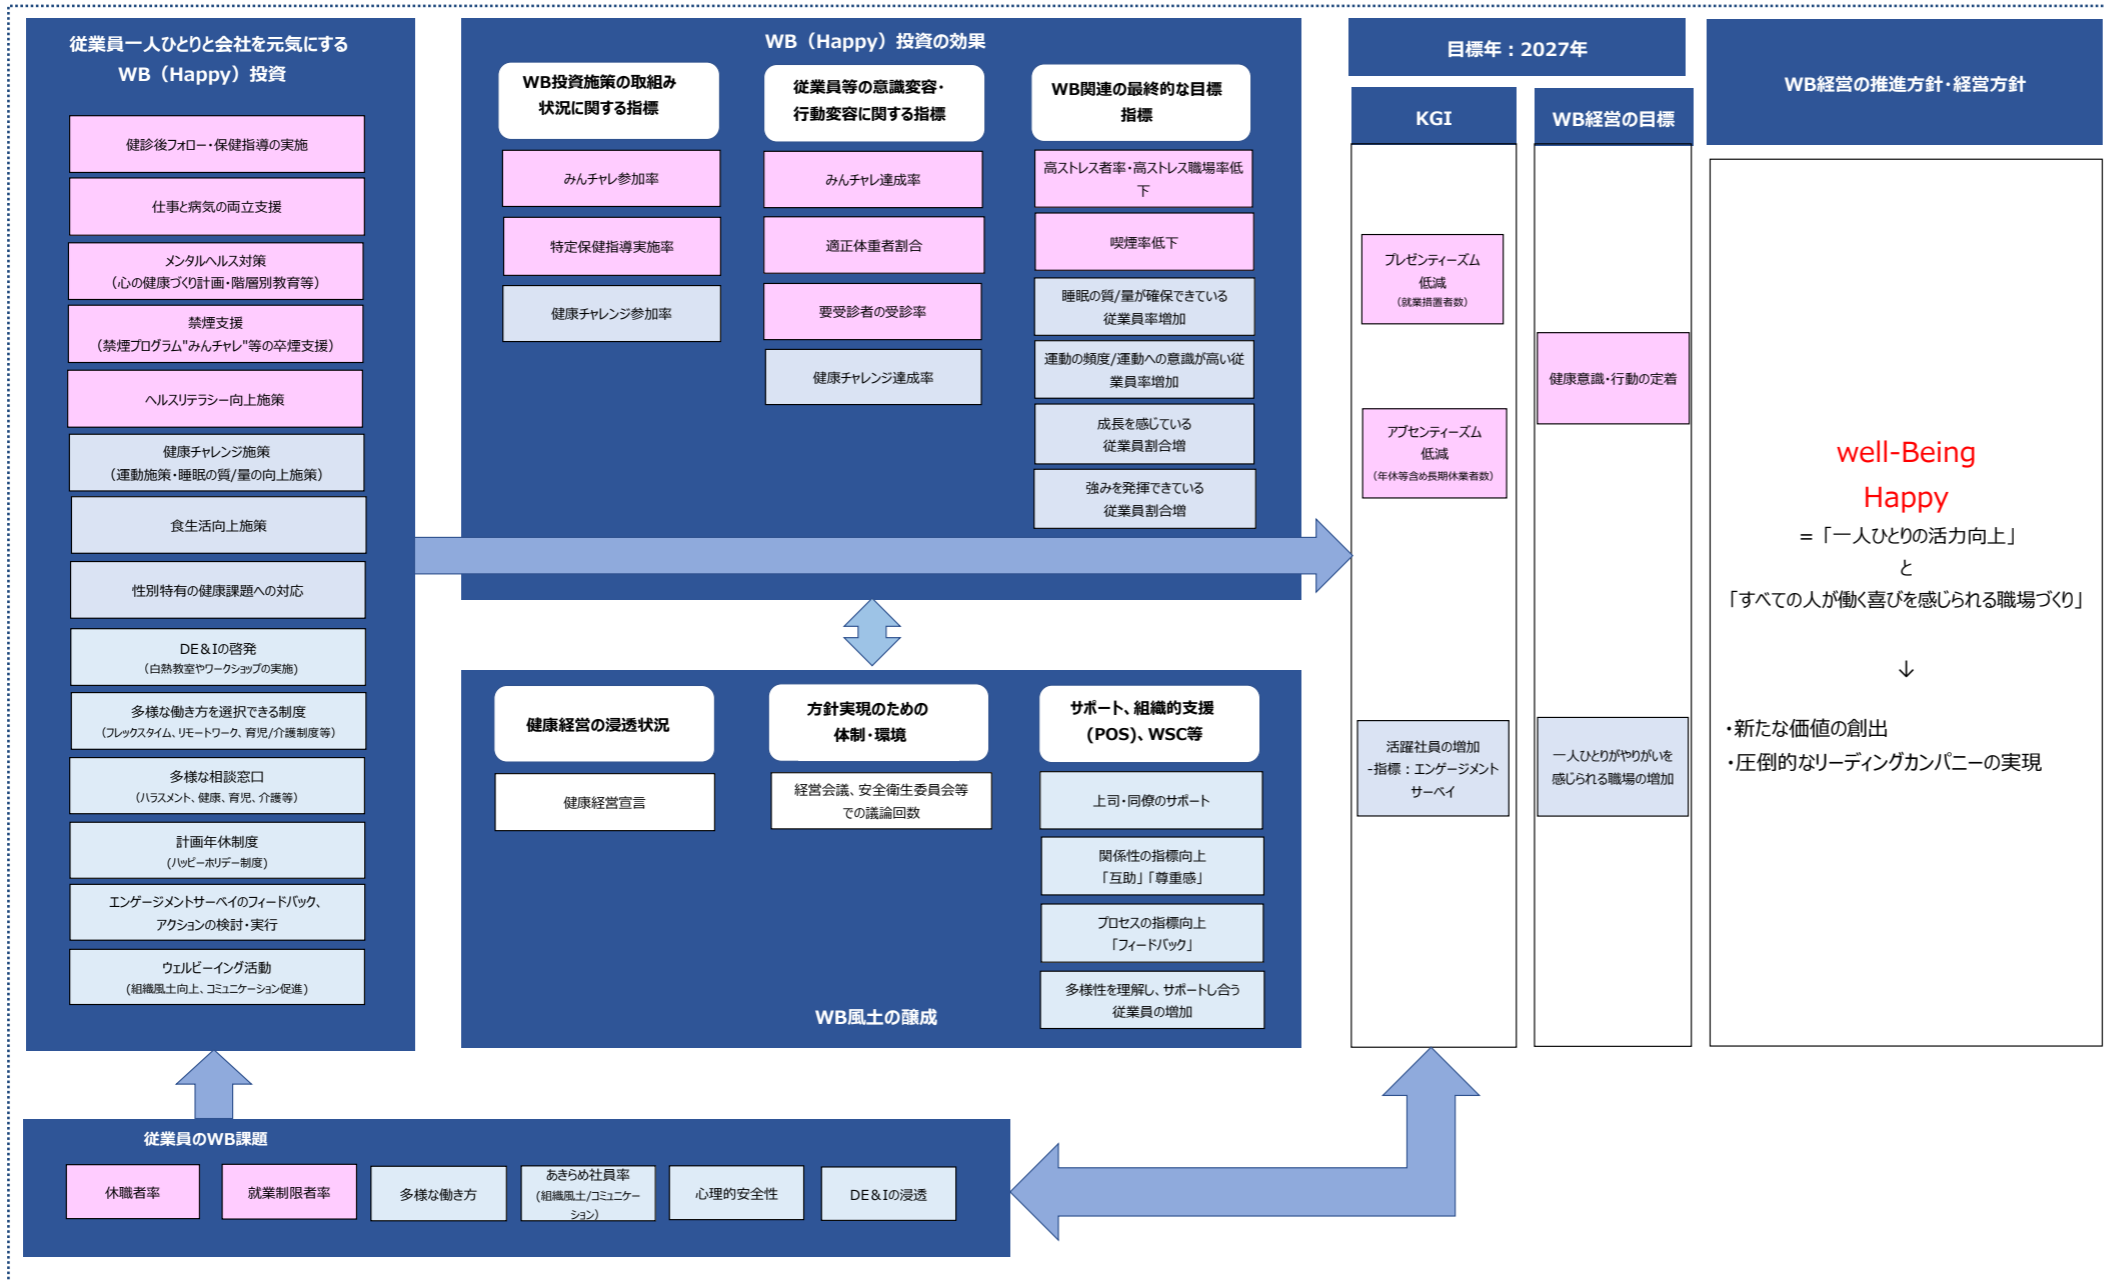 従業員一人ひとりと会社を元気にする
WB（Happy）投資
健診後フォロー・保健指導の実施
仕事と病気の両立支援
メンタルヘルス対策
（心の健康づくり計画・階層別教育等）
禁煙支援
（禁煙プログラム"みんチャレ"等の卒煙支援）
ヘルスリテラシー向上施策
健康チャレンジ施策
（運動施策・睡眠の質/量の向上施策）
食生活向上施策
性別特有の健康課題への対応
DE＆Iの啓発
（白熱教室やワークショップの実施)
多様な働き方を選択できる制度
（フレックスタイム、リモートワーク、育児/介護制度等）
多様な相談窓口
（ハラスメント、健康、育児、介護等）
計画年休制度
(ハッピーホリデー制度)
エンゲージメントサーベイのフィードバック、
アクションの検討・実行
ウェルビーイング活動
(組織風土向上、コミュニケーション促進)
WB（Happy）投資の効果
WB投資施策の取組み
状況に関する指標
みんチャレ参加率
特定保健指導実施率
健康チャレンジ参加率
従業員等の意識変容・
行動変容に関する指標
みんチャレ達成率
適正体重者割合
要受診者の受診率
健康チャレンジ達成率
WB関連の最終的な目標
指標
高ストレス者率・高ストレス職場率低
下
喫煙率低下
睡眠の質/量が確保できている
従業員率増加
運動の頻度/運動への意識が高い従
業員率増加
成長を感じている
従業員割合増
強みを発揮できている
従業員割合増
健康経営の浸透状況
健康経営宣言
方針実現のための
体制・環境
経営会議、安全衛生委員会等
での議論回数
サポート、組織的支援
(POS)、WSC等
上司・同僚のサポート
関係性の指標向上
「互助」「尊重感」
プロセスの指標向上
「フィードバック」
多様性を理解し、サポートし合う
従業員の増加
WB風土の醸成
目標年：2027年
KGI
プレゼンティーズム
低減
（就業措置者数）
アブセンティーズム
低減
（年休等含め長期休業者数）
活躍社員の増加
-指標：エンゲージメント
サーベイ
WB経営の目標
健康意識・行動の定着
一人ひとりがやりがいを
感じられる職場の増加
WB経営の推進方針・経営方針
well-Being
Happy
=「一人ひとりの活力向上」
と
「すべての人が働く喜びを感じられる職場づくり」
↓
・新たな価値の創出
・圧倒的なリーディングカンパニーの実現
従業員のWB課題
休職者率
就業制限者率
多様な働き方
あきらめ社員率
(組織風土/コミュニケー
ション）
心理的安全性
DE＆Iの浸透